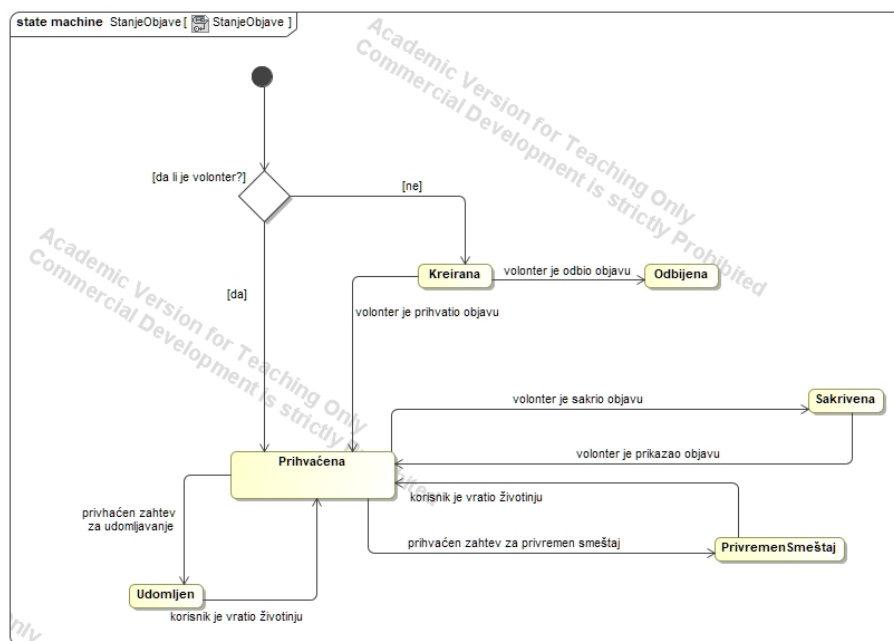 state machine StanjeObjave [ StanjeObjave ]
Academic Version for Teaching Only
Commercial Development is strictly Prohibited
[da li je volonter?]
[ne]
Kreirana
volonter je odbio objavu
Odbijena
[da]
volonter je prihvatio objavu
Academic Version for Teaching Only
Commercial Development is strictly Prohibited
volonter je sakrio objavu
Sakrivena
Prihvaćena
volonter je prikazao objavu
korisnik je vratio životinju
privhaćen zahtev
za udomljavanje
prihvaćen zahtev za privremen smeštaj
PrivremenSmeštaj
Udomljen
korisnik je vratio životinju
Only